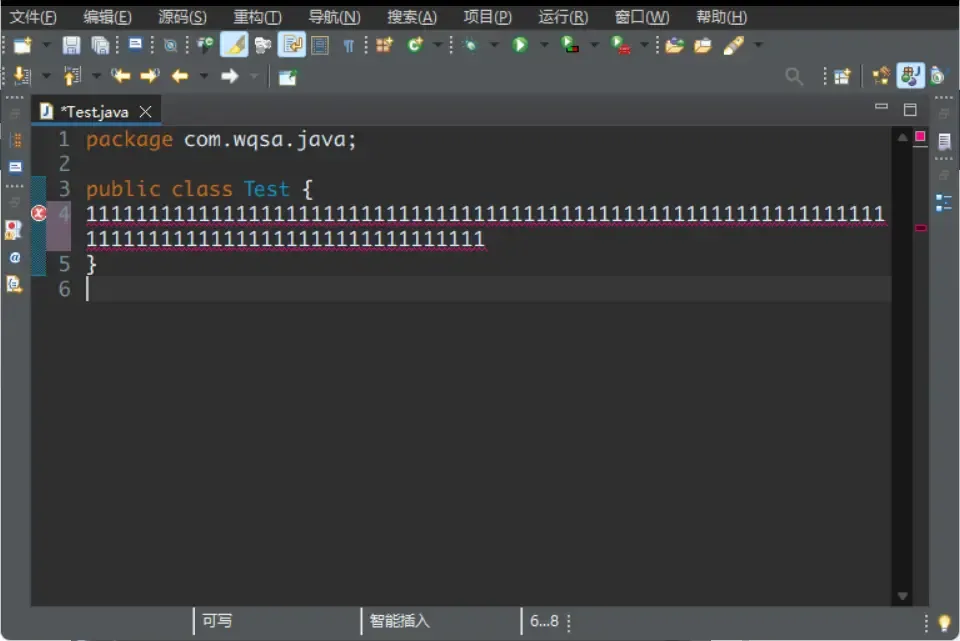 文件(F) 编辑(E) 源码(S) 重构(T) 导航(N) 搜索(A) 项目(P) 运行(R) 窗口(W) 帮助(H)
*Test.java
1 package com.wqsa.java;
2
3 public class Test {
4 1111111111111111111111111111111111111111111111111111111111111111
11111111111111111111111111111111
5 }
6
可写 智能插入 6...8